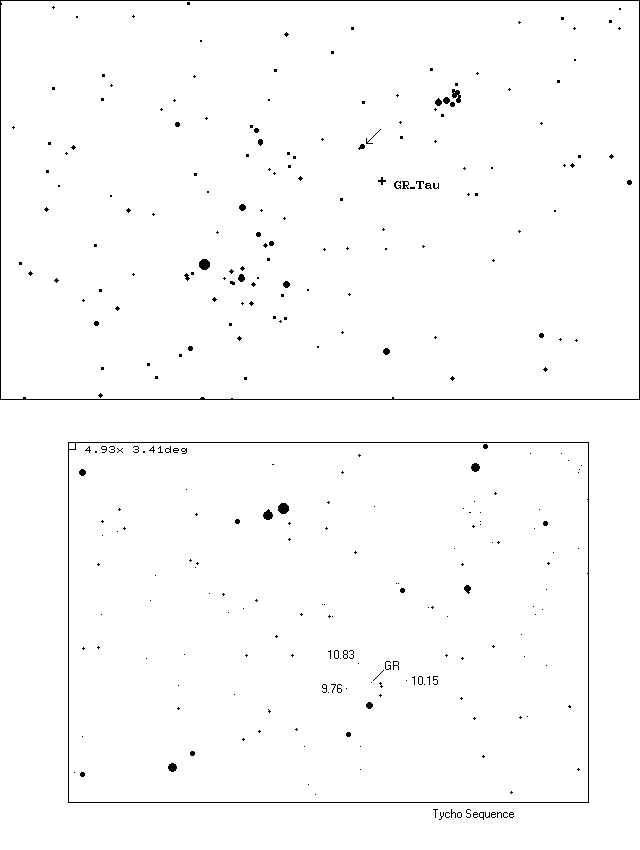 GR_Tau
4.93x 3.41deg
10.83
GR
9.76
10.15
Tycho Sequence